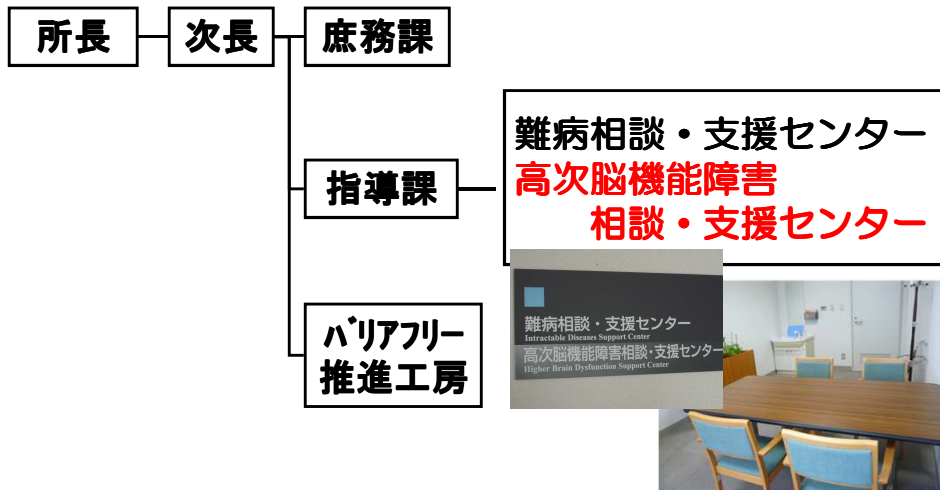 所長
次長
庶務課
指導課
難病相談・支援センター
高次脳機能障害
相談・支援センター
バリアフリー
推進工房
難病相談・支援センター
Intractable Diseases Support Center
高次脳機能障害相談・支援センター
Higher Brain Dysfunction Support Center